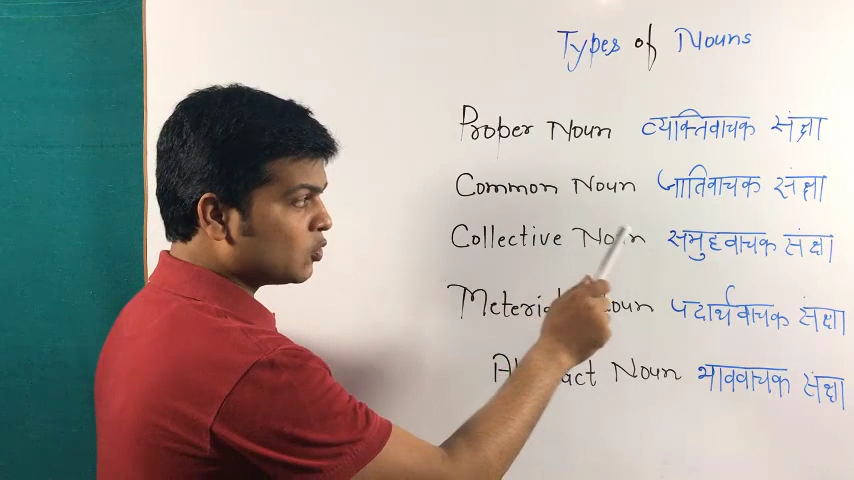 Types of Nouns
Proper Noun व्यक्तिवाचक संज्ञा
Common Noun जातिवाचक संज्ञा
Collective Noun समुहवाचक संज्ञा
Noun पदार्थवाचक संज्ञा
Noun भाववाचक संज्ञा